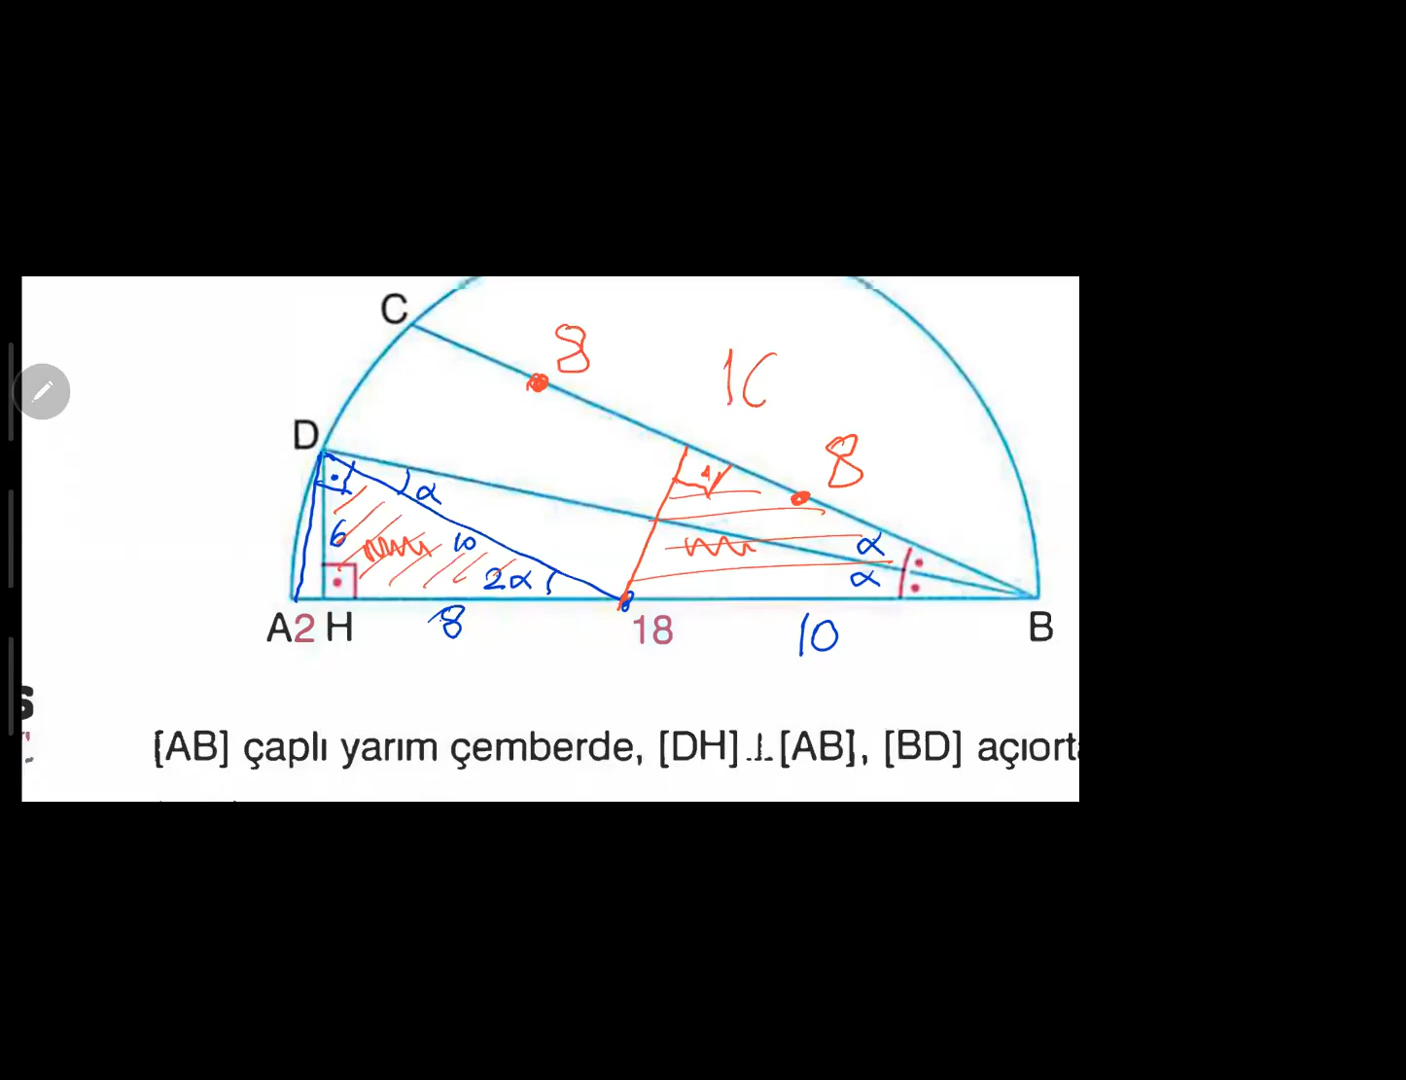 C
8
16
D
8
α
6
10
2α
α
α
A 2 H
8
18
10
B
[AB] çaplı yarım çemberde, [DH] ⊥ [AB], [BD] açıort